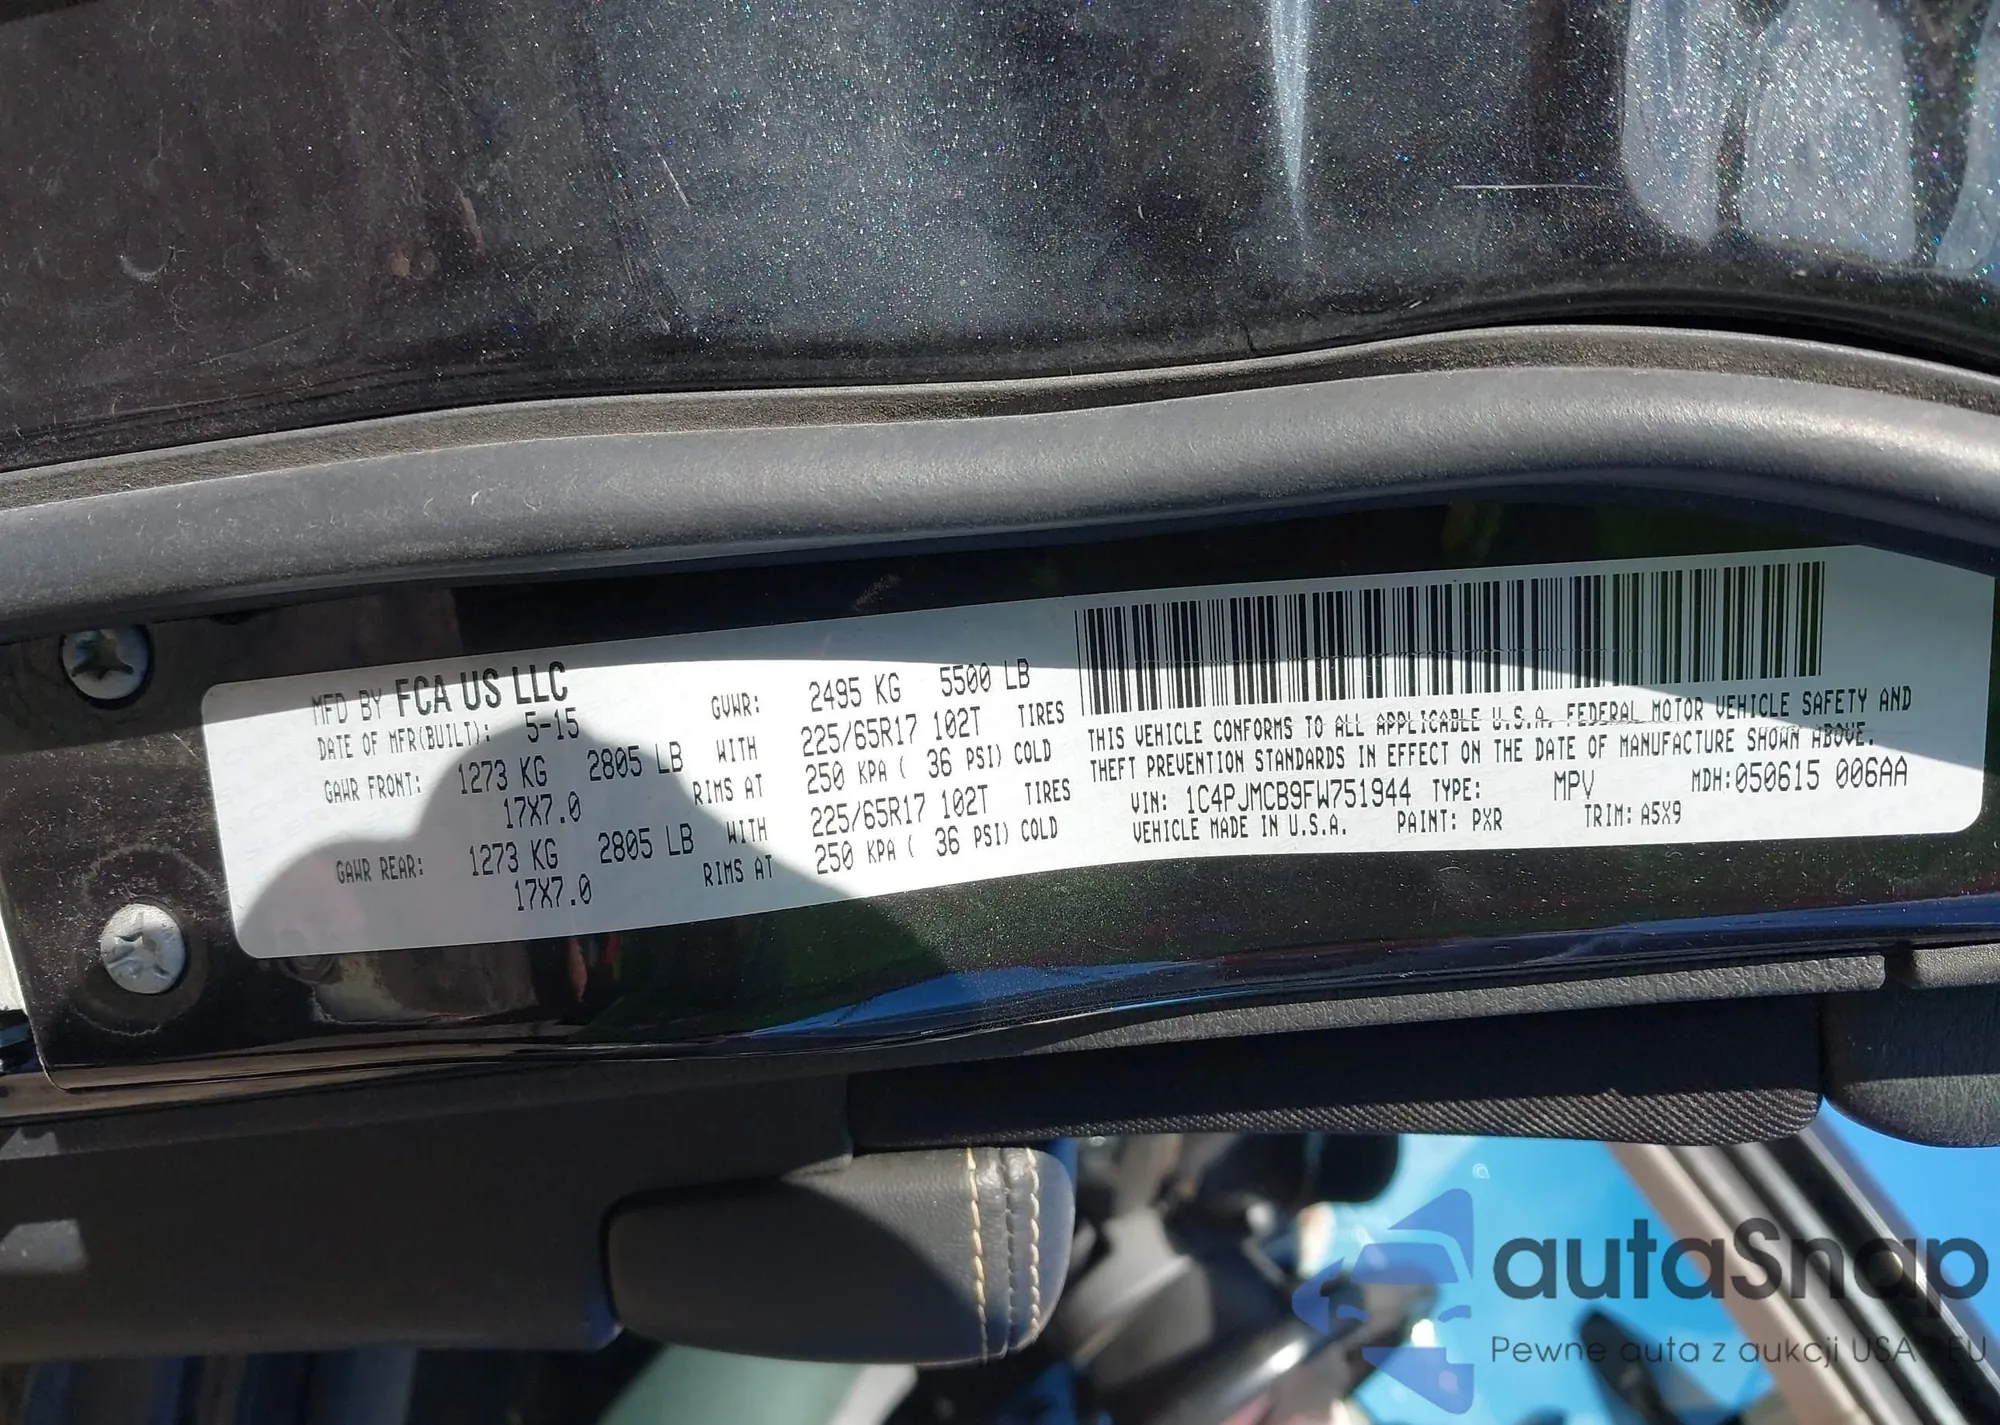 MFD BY FCA US LLC
DATE OF MFR(BUILT): 5-15
GVWR: 2495 KG 5500 LB
GAWR FRONT: 1273 KG 2805 LB WITH 225/65R17 102T TIRES
17X7.0 RIMS AT 250 KPA ( 36 PSI) COLD
GAWR REAR: 1273 KG 2805 LB WITH 225/65R17 102T TIRES
17X7.0 RIMS AT 250 KPA ( 36 PSI) COLD
THIS VEHICLE CONFORMS TO ALL APPLICABLE U.S.A. FEDERAL MOTOR VEHICLE SAFETY AND
THEFT PREVENTION STANDARDS IN EFFECT ON THE DATE OF MANUFACTURE SHOWN ABOVE.
VIN: 1C4PJMCB9FW751944 TYPE: MPV MDH:050615 006AA
VEHICLE MADE IN U.S.A. PAINT: PXR TRIM: A5X9
autaSnap
Pewne auta z aukcji USA EU